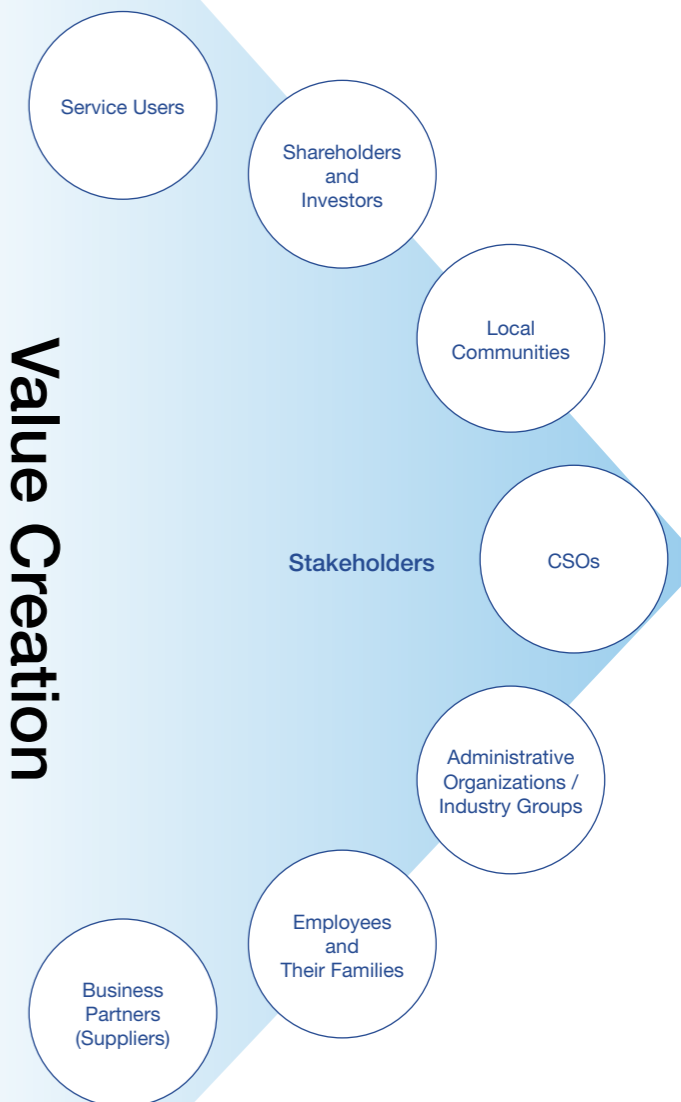 Service Users
Shareholders
and
Investors
Local
Communities
Value Creation
Stakeholders
CSOs
Administrative
Organizations /
Industry Groups
Employees
and
Their Families
Business
Partners
(Suppliers)